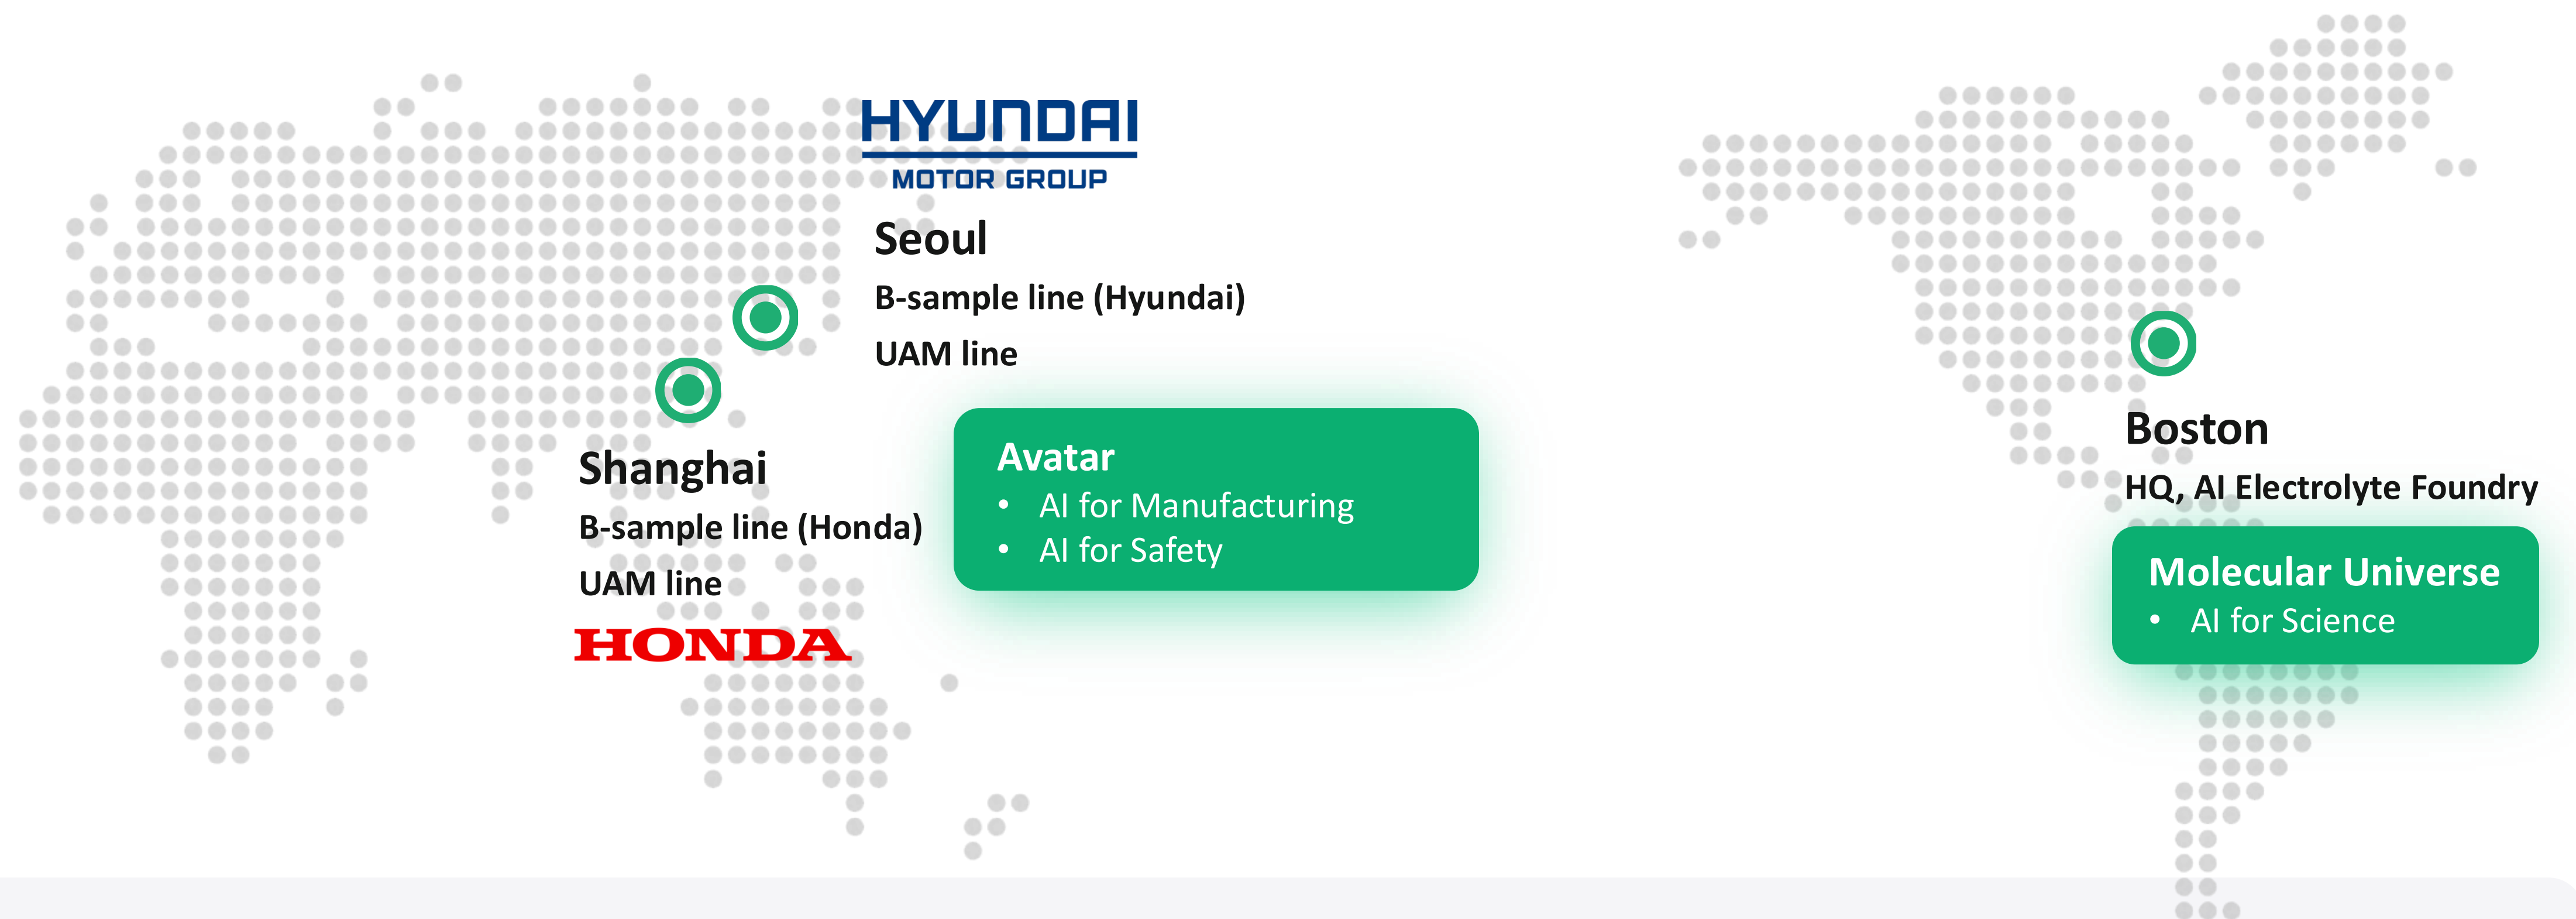 HYUNDAI
MOTOR GROUP
Seoul
B-sample line (Hyundai)
UAM line
Shanghai
B-sample line (Honda)
UAM line
HONDA
Avatar
• AI for Manufacturing
• AI for Safety
Boston
HQ, AI Electrolyte Foundry
Molecular Universe
• AI for Science